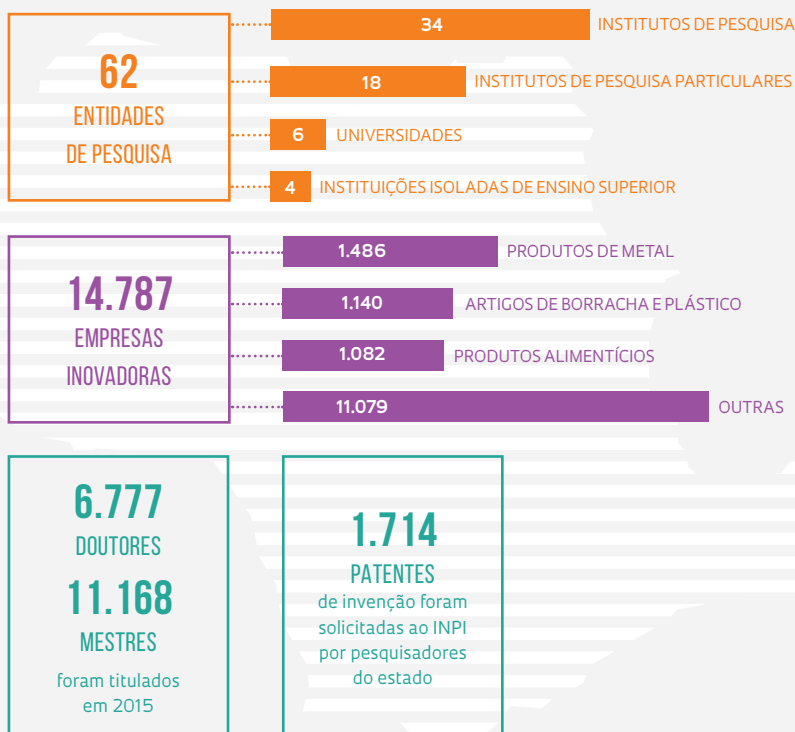 62
ENTIDADES
DE PESQUISA
34 INSTITUTOS DE PESQUISA
18 INSTITUTOS DE PESQUISA PARTICULARES
6 UNIVERSIDADES
4 INSTITUIÇÕES ISOLADAS DE ENSINO SUPERIOR
14.787
EMPRESAS
INOVADORAS
1.486 PRODUTOS DE METAL
1.140 ARTIGOS DE BORRACHA E PLÁSTICO
1.082 PRODUTOS ALIMENTÍCIOS
11.079 OUTRAS
6.777
DOUTORES
11.168
MESTRES
foram titulados
em 2015
1.714
PATENTES
de invenção foram
solicitadas ao INPI
por pesquisadores
do estado